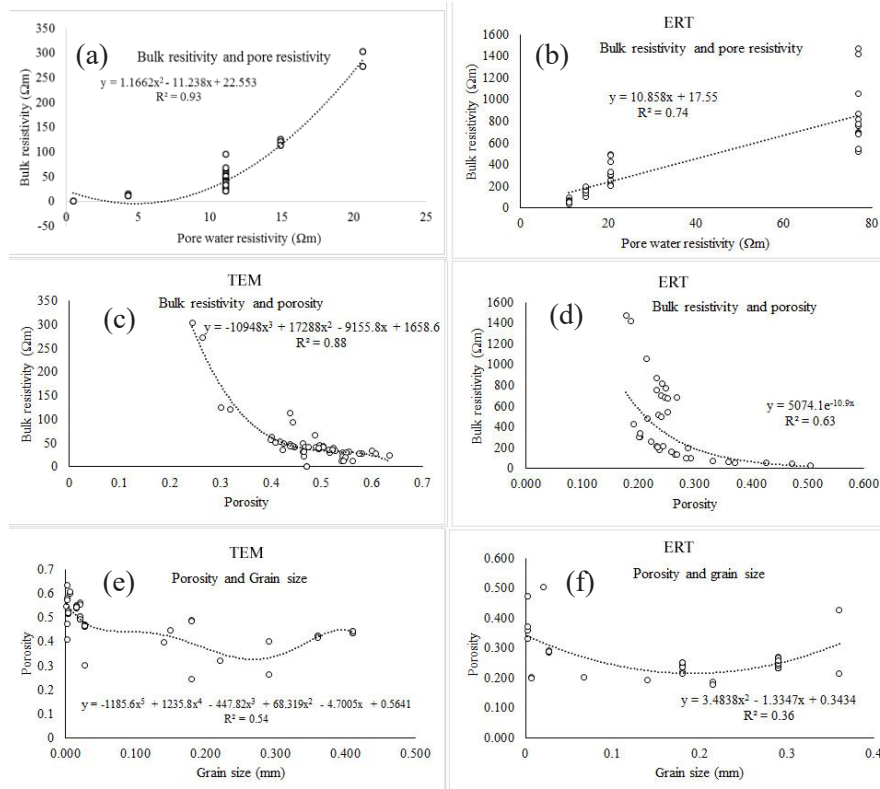 (a)
Bulk resitivity and pore resistivity
y = 1.1662x² - 11.238x + 22.553
R² = 0.93
350
300
250
200
150
100
50
0
-50
0 5 10 15 20 25
Bulk resistivity (Ωm)
Pore water resistivity (Ωm)
ERT
(b)
Bulk resistivity and pore resistivity
y = 10.858x + 17.55
R² = 0.74
1600
1400
1200
1000
800
600
400
200
0
0 20 40 60 80
Bulk resistivity (Ωm)
Pore water resistivity (Ωm)
TEM
Bulk resistivity and porosity
(c)
y = -10948x³ + 17288x² - 9155.8x + 1658.6
R² = 0.88
350
300
250
200
150
100
50
0
0 0.1 0.2 0.3 0.4 0.5 0.6 0.7
Bulk resistivity (Ωm)
Porosity
ERT
(d)
Bulk resistivity and porosity
y = 5074.1e⁻¹⁰·⁹ˣ
R² = 0.63
1600
1400
1200
1000
800
600
400
200
0
0.000 0.100 0.200 0.300 0.400 0.500 0.600
Bulk resistivity (Ωm)
Porosity
TEM
(e)
Porosity and Grain size
y = -1185.6x⁵ + 1235.8x⁴ - 447.82x³ + 68.319x² - 4.7005x + 0.5641
R² = 0.54
0.7
0.6
0.5
0.4
0.3
0.2
0.1
0
0.000 0.100 0.200 0.300 0.400 0.500
Porosity
Grain size (mm)
ERT
(f)
Porosity and grain size
y = 3.4838x² - 1.3347x + 0.3434
R² = 0.36
0.600
0.500
0.400
0.300
0.200
0.100
0.000
0 0.1 0.2 0.3 0.4
Porosity
Grain size (mm)